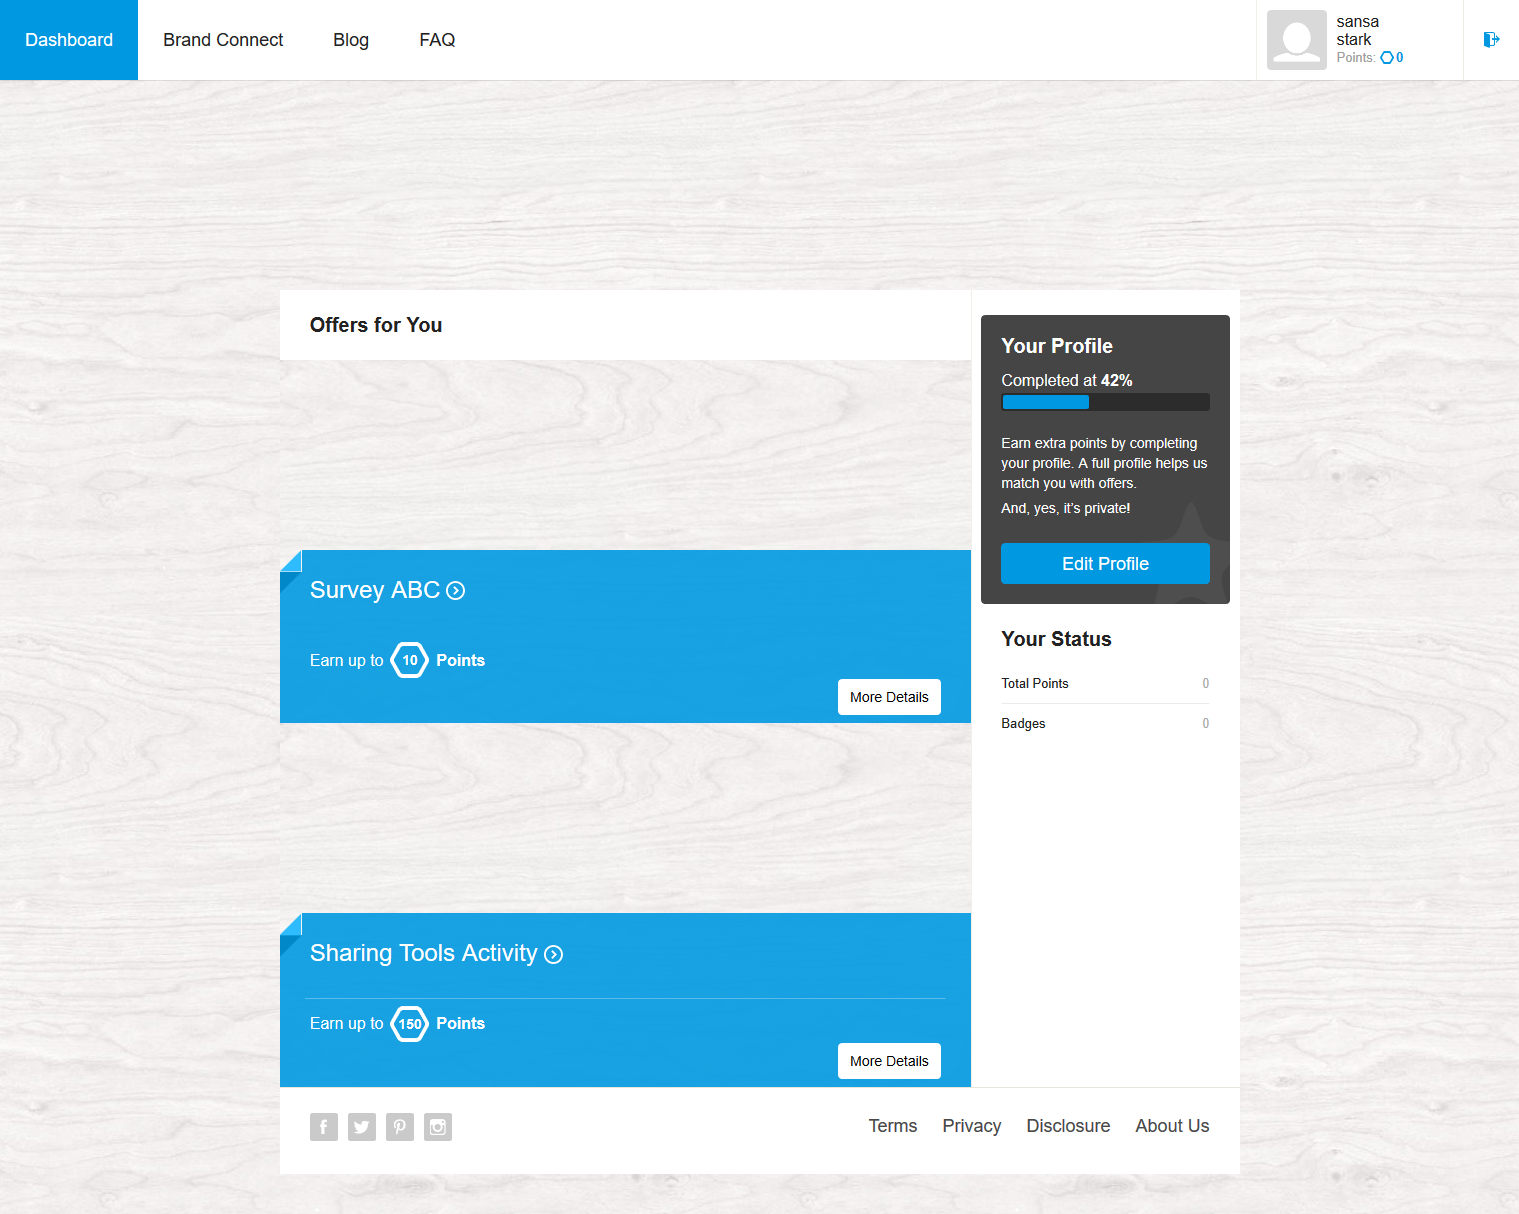 Dashboard
Brand Connect
Blog
FAQ
sansa
stark
Points: 0
Offers for You
Your Profile
Completed at 42%
Earn extra points by completing
your profile. A full profile helps us
match you with offers.
And, yes, it's private!
Edit Profile
Survey ABC
Earn up to 10 Points
More Details
Your Status
Total Points 0
Badges 0
Sharing Tools Activity
Earn up to 150 Points
More Details
Terms
Privacy
Disclosure
About Us